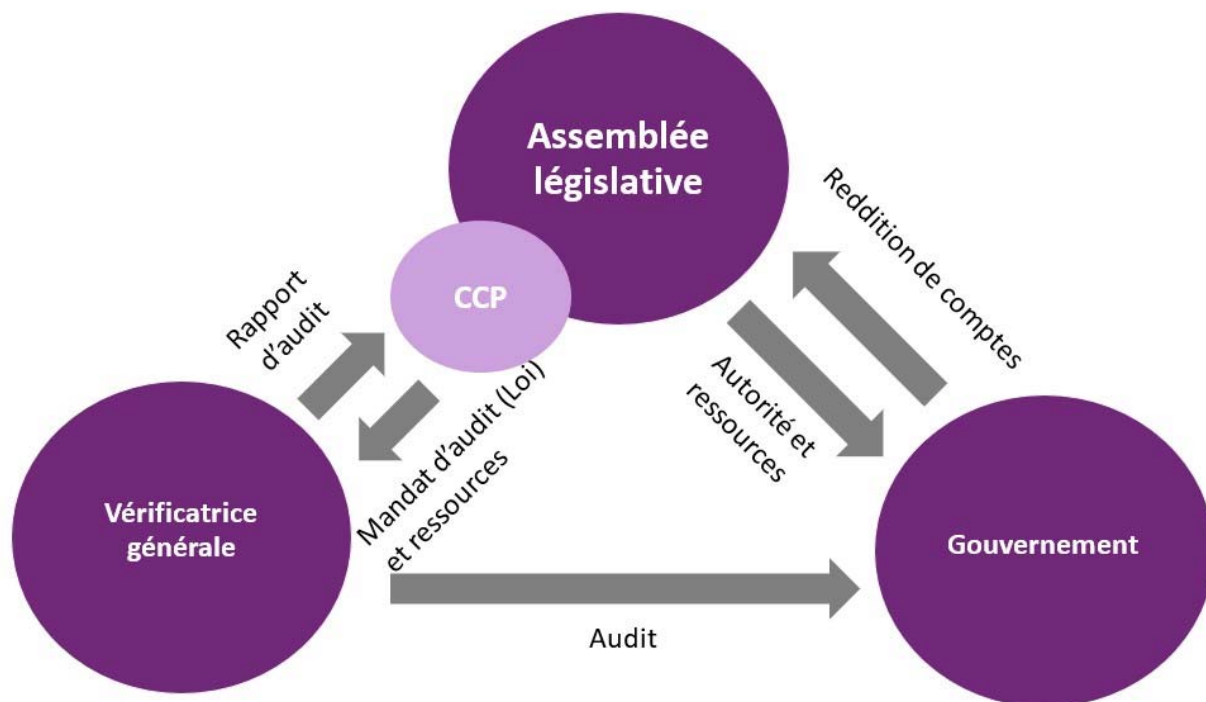 Assemblée
législative
CCP
Reddition de comptes
Rapport
d’audit
Autorité et
ressources
Mandat d’audit (Loi)
et ressources
Vérificatrice
générale
Gouvernement
Audit